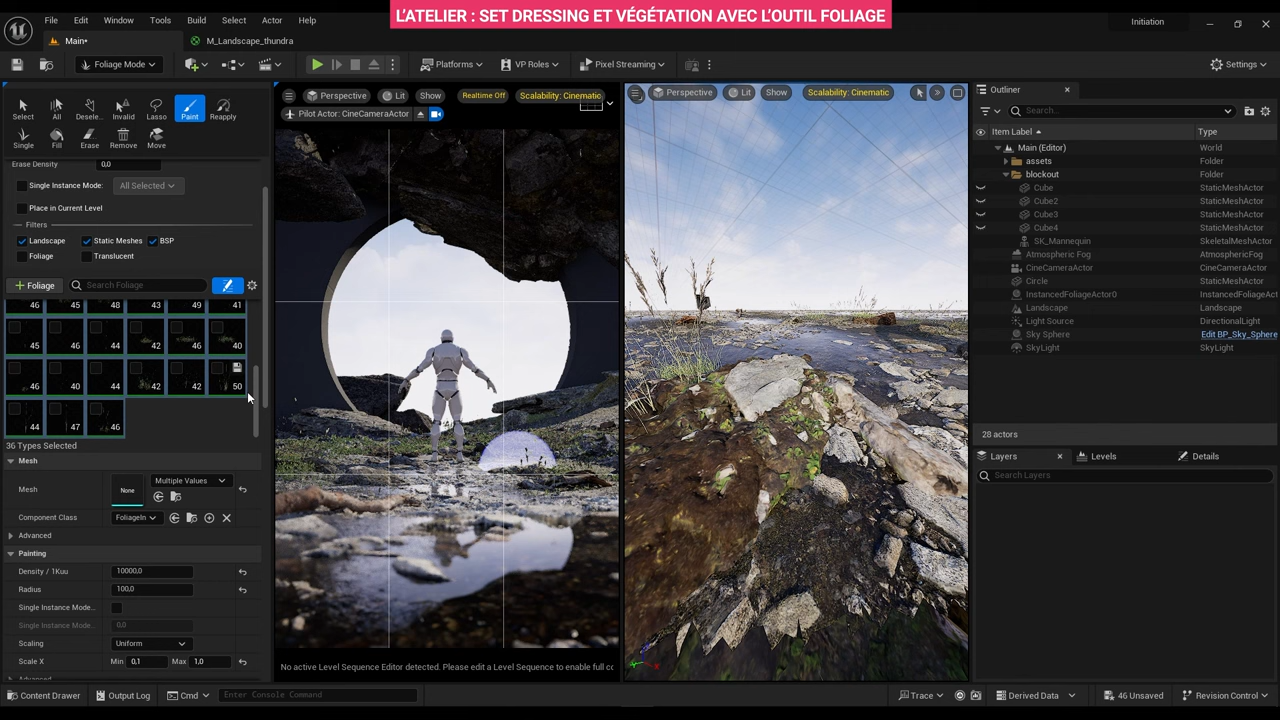 L'ATELIER : SET DRESSING ET VÉGÉTATION AVEC L'OUTIL FOLIAGE
File Edit Window Tools Build Select Actor Help
Initiation
Main*
M_Landscape_thundra
Foliage Mode
Platforms
VP Roles
Pixel Streaming
Settings
Select All Desele... Invalid Lasso Paint Reapply
Single Fill Erase Remove Move
Erase Density 0,0
Single Instance Mode: All Selected
Place in Current Level
Filters
Landscape Static Meshes BSP
Foliage Translucent
+ Foliage Search Foliage
46 45 48 43 49 41
45 46 44 42 46 40
46 40 44 42 42 50
44 47 46
36 Types Selected
Mesh
Mesh None Multiple Values
Component Class FoliageIn
Advanced
Painting
Density / 1Kuu 10000,0
Radius 100,0
Single Instance Mode...
Single Instance Mode... 0,0
Scaling Uniform
Scale X Min 0,1 Max 1,0
Advanced
Perspective Lit Show Realtime Off Scalability: Cinematic
Pilot Actor: CineCameraActor
No active Level Sequence Editor detected. Please edit a Level Sequence to enable full cc
Perspective Lit Show Scalability: Cinematic
Outliner
Search...
Item Label Type
Main (Editor) World
assets Folder
blockout Folder
Cube StaticMeshActor
Cube2 StaticMeshActor
Cube3 StaticMeshActor
Cube4 StaticMeshActor
SK_Mannequin SkeletalMeshActor
Atmospheric Fog AtmosphericFog
CineCameraActor CineCameraActor
Circle StaticMeshActor
InstancedFoliageActor0 InstancedFoliageAct
Landscape Landscape
Light Source DirectionalLight
Sky Sphere Edit BP_Sky_Sphere
SkyLight SkyLight
28 actors
Layers Levels Details
Search Layers
Content Drawer Output Log Cmd Enter Console Command
Trace Derived Data 46 Unsaved Revision Control